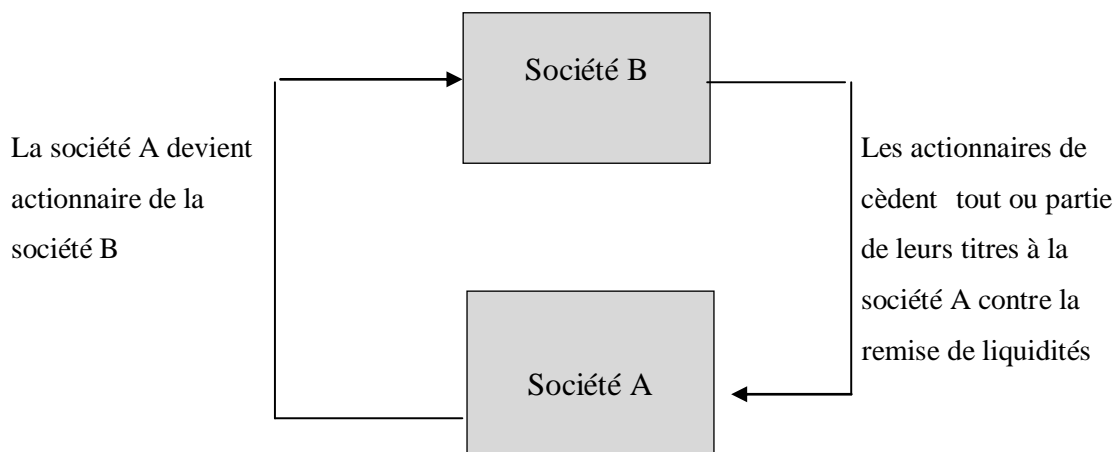 Société B
La société A devient
actionnaire de la
société B
Les actionnaires de
cèdent tout ou partie
de leurs titres à la
société A contre la
remise de liquidités
Société A